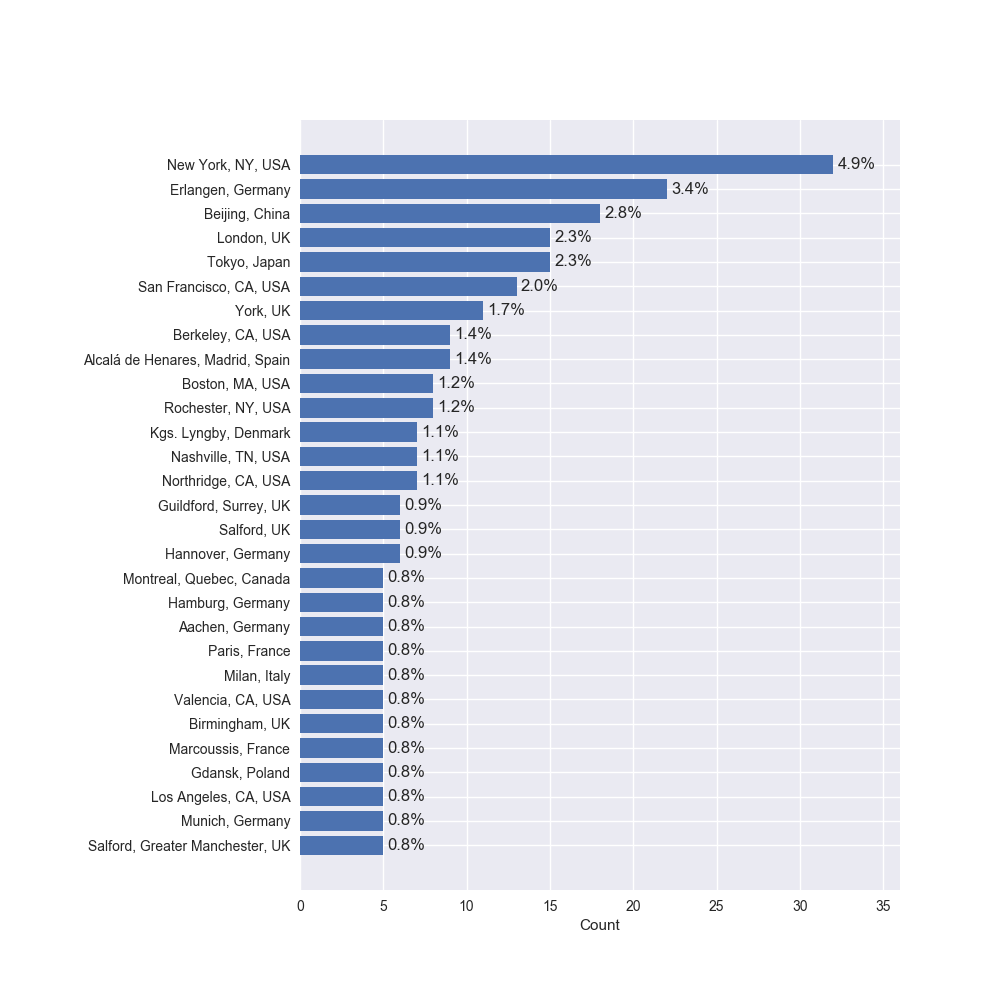 New York, NY, USA 4.9%
Erlangen, Germany 3.4%
Beijing, China 2.8%
London, UK 2.3%
Tokyo, Japan 2.3%
San Francisco, CA, USA 2.0%
York, UK 1.7%
Berkeley, CA, USA 1.4%
Alcalá de Henares, Madrid, Spain 1.4%
Boston, MA, USA 1.2%
Rochester, NY, USA 1.2%
Kgs. Lyngby, Denmark 1.1%
Nashville, TN, USA 1.1%
Northridge, CA, USA 1.1%
Guildford, Surrey, UK 0.9%
Salford, UK 0.9%
Hannover, Germany 0.9%
Montreal, Quebec, Canada 0.8%
Hamburg, Germany 0.8%
Aachen, Germany 0.8%
Paris, France 0.8%
Milan, Italy 0.8%
Valencia, CA, USA 0.8%
Birmingham, UK 0.8%
Marcoussis, France 0.8%
Gdansk, Poland 0.8%
Los Angeles, CA, USA 0.8%
Munich, Germany 0.8%
Salford, Greater Manchester, UK 0.8%
0 5 10 15 20 25 30 35
Count